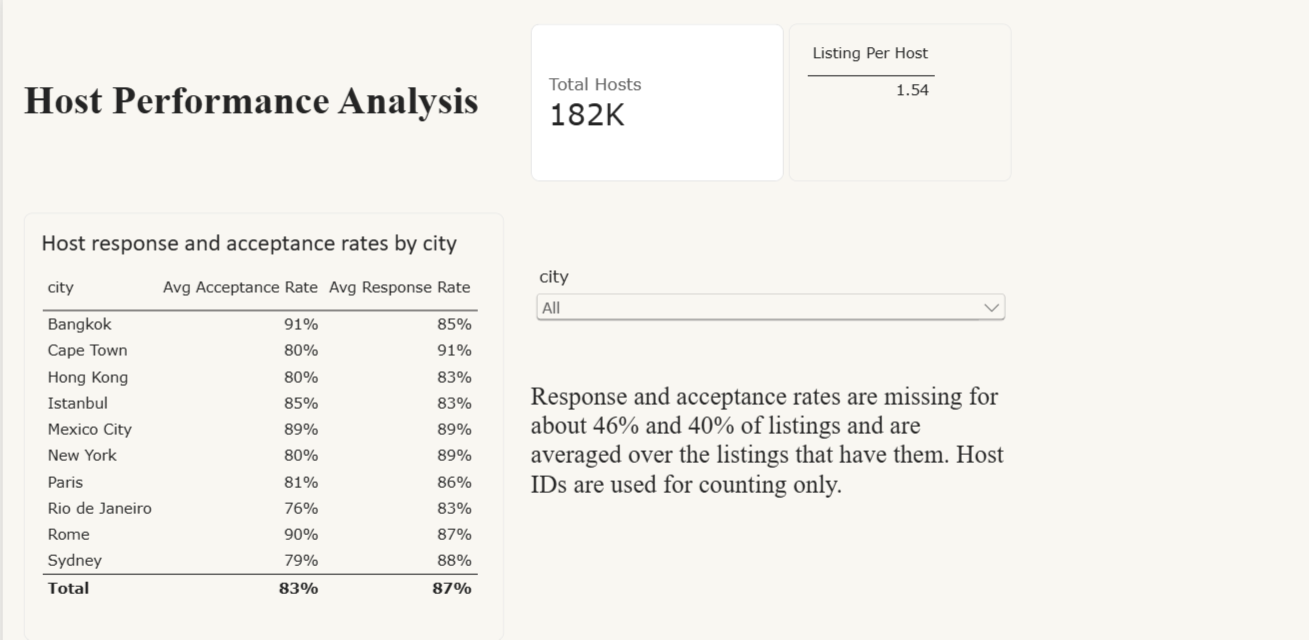 Host Performance Analysis
Total Hosts
182K
Listing Per Host
1.54
Host response and acceptance rates by city
city Avg Acceptance Rate Avg Response Rate
Bangkok 91% 85%
Cape Town 80% 91%
Hong Kong 80% 83%
Istanbul 85% 83%
Mexico City 89% 89%
New York 80% 89%
Paris 81% 86%
Rio de Janeiro 76% 83%
Rome 90% 87%
Sydney 79% 88%
Total 83% 87%
city
All
Response and acceptance rates are missing for
about 46% and 40% of listings and are
averaged over the listings that have them. Host
IDs are used for counting only.